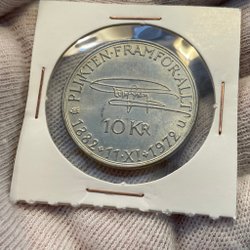 PLIKTEN·FRAMFÖR·ALLT U
10 KR
1882·11·XI·1972